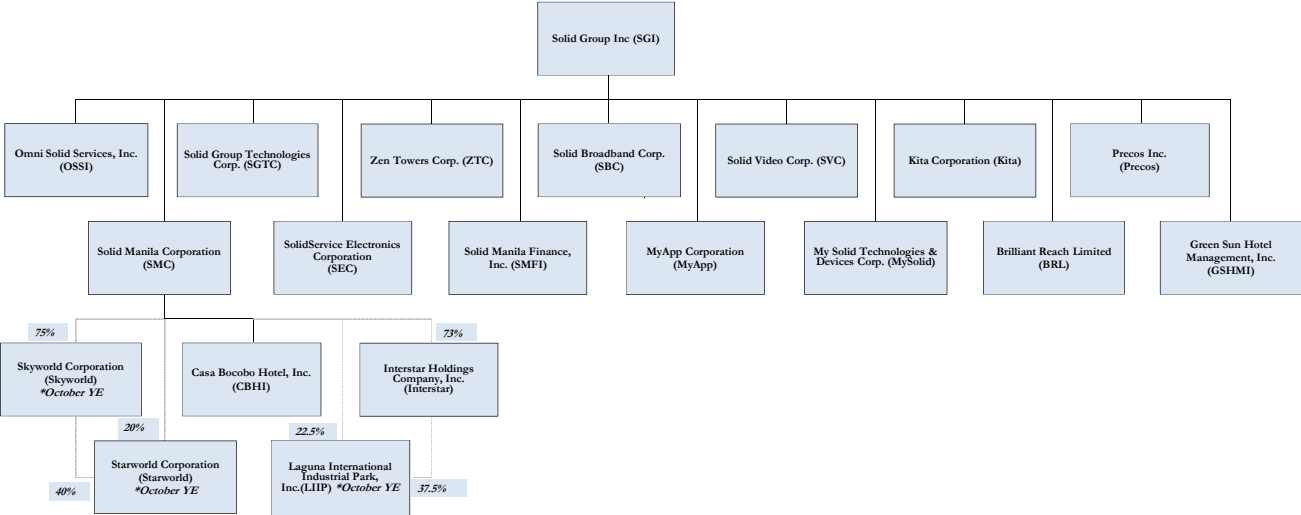 Solid Group Inc (SGI)
Omni Solid Services, Inc.
(OSSI)
Solid Group Technologies
Corp. (SGTC)
Zen Towers Corp. (ZTC)
Solid Broadband Corp.
(SBC)
Solid Video Corp. (SVC)
Kita Corporation (Kita)
Precos Inc.
(Precos)
Solid Manila Corporation
(SMC)
SolidService Electronics
Corporation
(SEC)
Solid Manila Finance,
Inc. (SMFI)
MyApp Corporation
(MyApp)
My Solid Technologies &
Devices Corp. (MySolid)
Brilliant Reach Limited
(BRL)
Green Sun Hotel
Management, Inc.
(GSHMI)
75%
73%
Skyworld Corporation
(Skyworld)
*October YE
Casa Bocobo Hotel, Inc.
(CBHI)
Interstar Holdings
Company, Inc.
(Interstar)
20%
22.5%
Starworld Corporation
(Starworld)
*October YE
Laguna International
Industrial Park,
Inc.(LIIP) *October YE
40%
37.5%